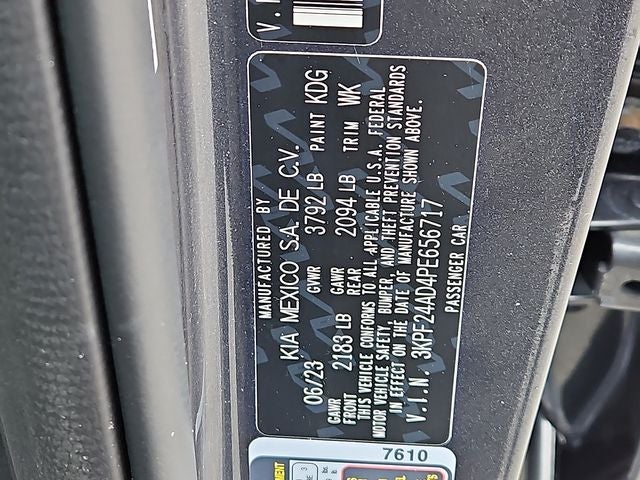 MANUFACTURED BY
KIA MEXICO S.A. DE C.V.
06/23 GVWR 3792 LB PAINT KDG
GAWR FRONT 2183 LB GAWR REAR 2094 LB TRIM WK
THIS VEHICLE CONFORMS TO ALL APPLICABLE U.S.A. FEDERAL
MOTOR VEHICLE SAFETY, BUMPER, AND THEFT PREVENTION STANDARDS
IN EFFECT ON THE DATE OF MANUFACTURE SHOWN ABOVE.
V.I.N. 3KPF24AD4PE656717
PASSENGER CAR
7610